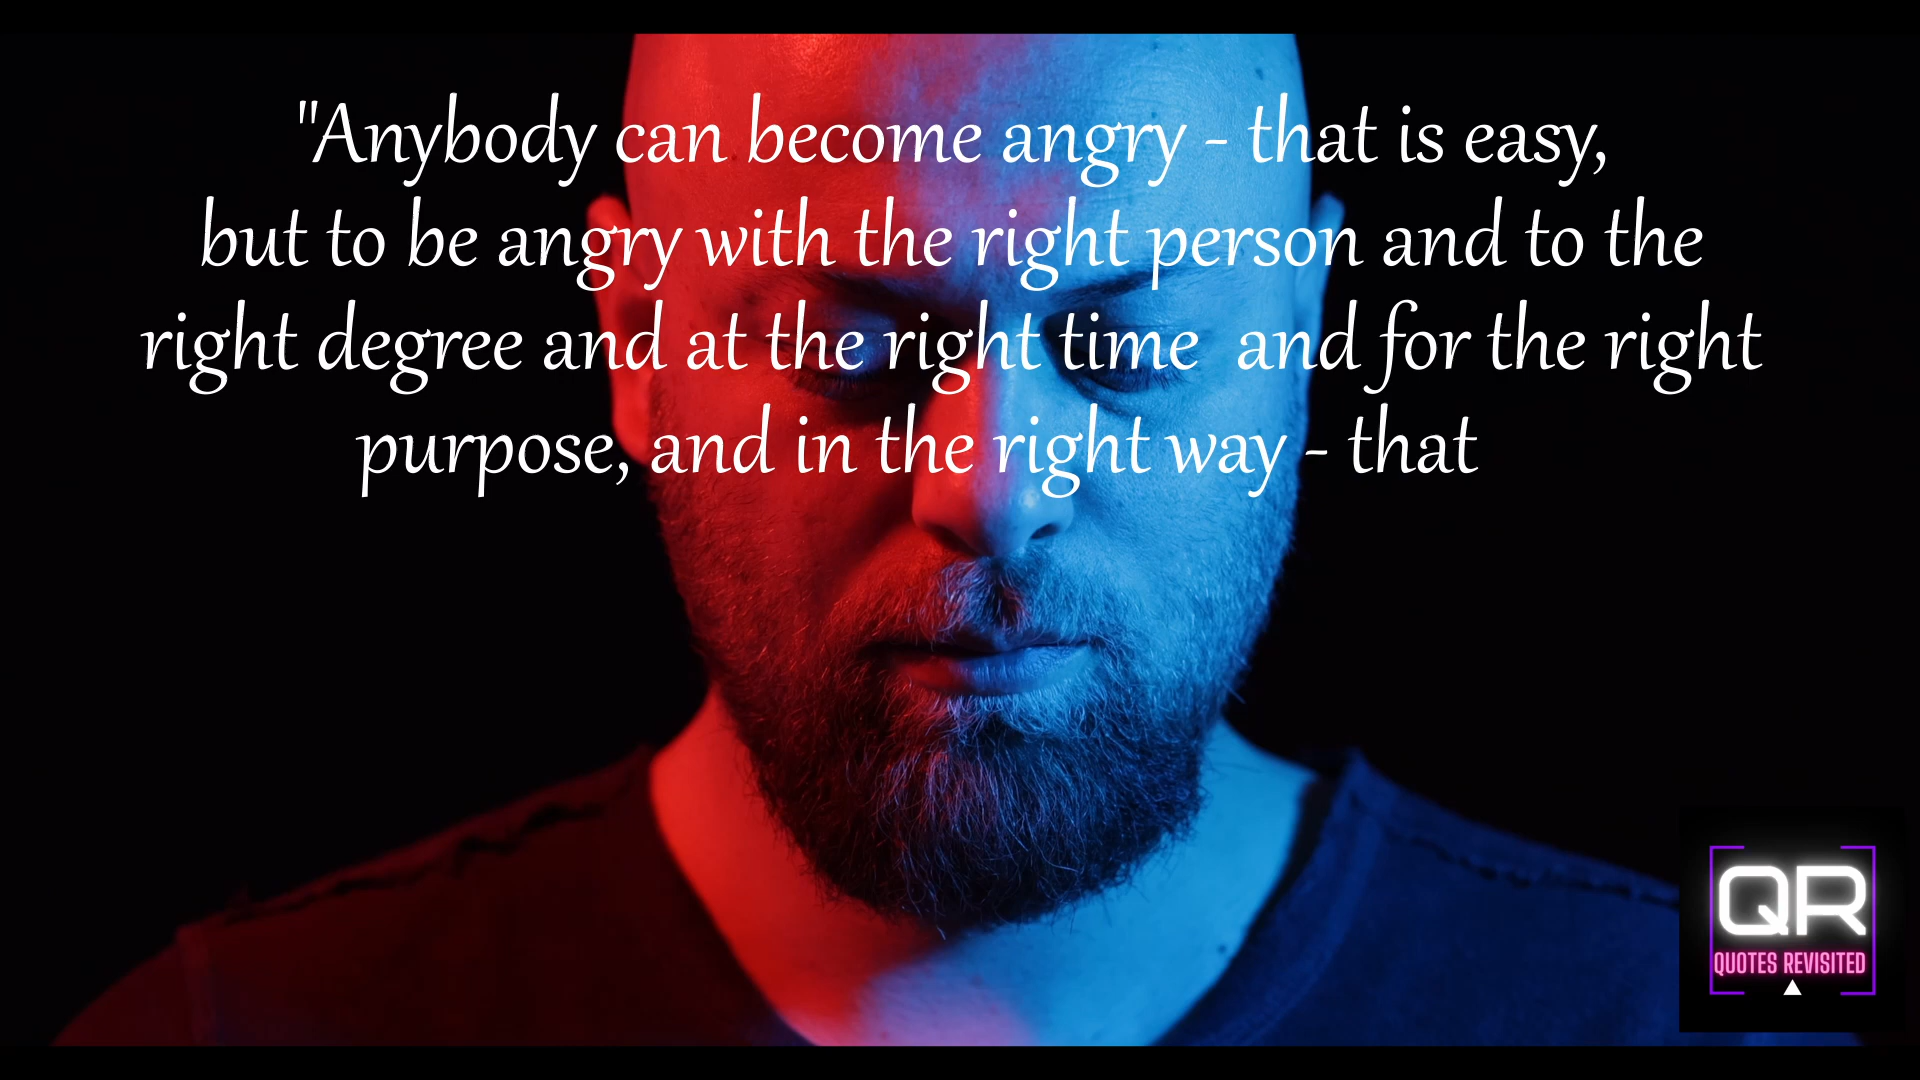 "Anybody can become angry - that is easy,
but to be angry with the right person and to the
right degree and at the right time  and for the right
purpose, and in the right way - that
QR
QUOTES REVISITED